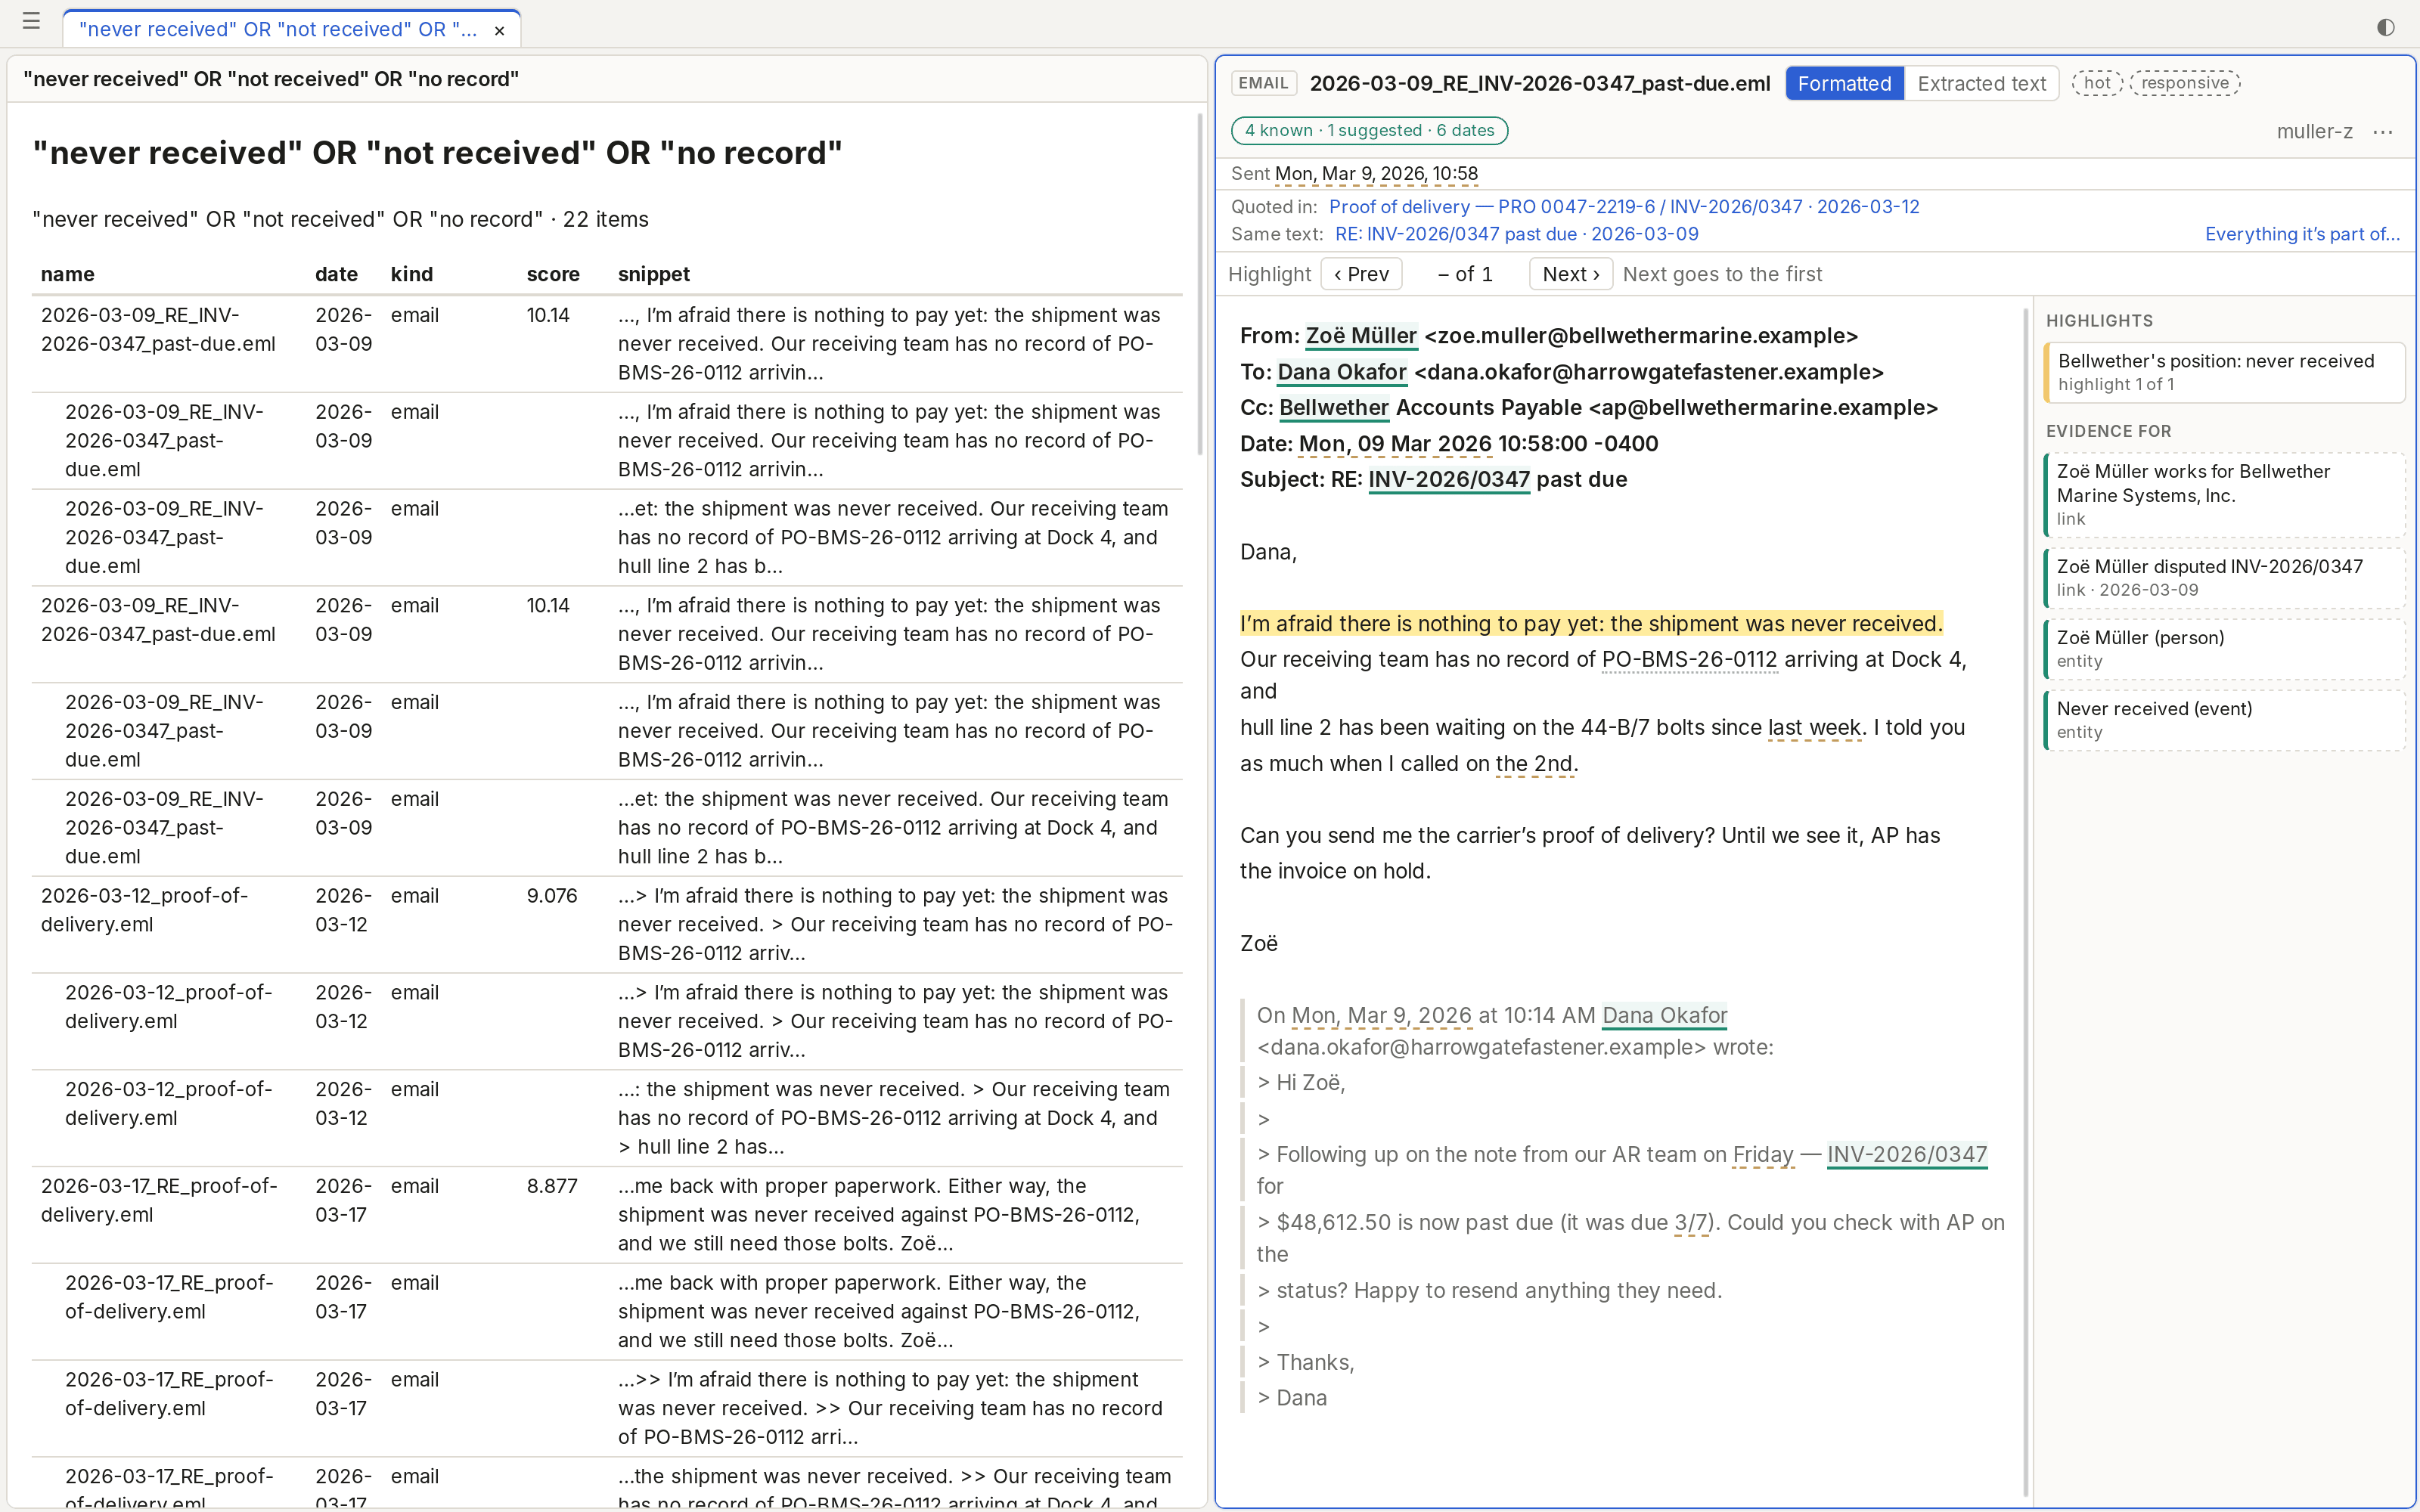 ☰ "never received" OR "not received" OR "... ×
"never received" OR "not received" OR "no record"
"never received" OR "not received" OR "no record"
"never received" OR "not received" OR "no record" · 22 items
name date kind score snippet
2026-03-09_RE_INV- 2026- email 10.14 ..., I’m afraid there is nothing to pay yet: the shipment was
2026-0347_past-due.eml 03-09 never received. Our receiving team has no record of PO-
BMS-26-0112 arrivin...
2026-03-09_RE_INV- 2026- email ..., I’m afraid there is nothing to pay yet: the shipment was
2026-0347_past- 03-09 never received. Our receiving team has no record of PO-
due.eml BMS-26-0112 arrivin...
2026-03-09_RE_INV- 2026- email ...et: the shipment was never received. Our receiving team
2026-0347_past- 03-09 has no record of PO-BMS-26-0112 arriving at Dock 4, and
due.eml hull line 2 has b...
2026-03-09_RE_INV- 2026- email 10.14 ..., I’m afraid there is nothing to pay yet: the shipment was
2026-0347_past-due.eml 03-09 never received. Our receiving team has no record of PO-
BMS-26-0112 arrivin...
2026-03-09_RE_INV- 2026- email ..., I’m afraid there is nothing to pay yet: the shipment was
2026-0347_past- 03-09 never received. Our receiving team has no record of PO-
due.eml BMS-26-0112 arrivin...
2026-03-09_RE_INV- 2026- email ...et: the shipment was never received. Our receiving team
2026-0347_past- 03-09 has no record of PO-BMS-26-0112 arriving at Dock 4, and
due.eml hull line 2 has b...
2026-03-12_proof-of- 2026- email 9.076 ...> I’m afraid there is nothing to pay yet: the shipment was
delivery.eml 03-12 never received. > Our receiving team has no record of PO-
BMS-26-0112 arriv...
2026-03-12_proof-of- 2026- email ...> I’m afraid there is nothing to pay yet: the shipment was
delivery.eml 03-12 never received. > Our receiving team has no record of PO-
BMS-26-0112 arriv...
2026-03-12_proof-of- 2026- email ...: the shipment was never received. > Our receiving team
delivery.eml 03-12 has no record of PO-BMS-26-0112 arriving at Dock 4, and
> hull line 2 has...
2026-03-17_RE_proof-of- 2026- email 8.877 ...me back with proper paperwork. Either way, the
delivery.eml 03-17 shipment was never received against PO-BMS-26-0112,
and we still need those bolts. Zoë...
2026-03-17_RE_proof- 2026- email ...me back with proper paperwork. Either way, the
of-delivery.eml 03-17 shipment was never received against PO-BMS-26-0112,
and we still need those bolts. Zoë...
2026-03-17_RE_proof- 2026- email ...>> I’m afraid there is nothing to pay yet: the shipment
of-delivery.eml 03-17 was never received. >> Our receiving team has no record
of PO-BMS-26-0112 arri...
2026-03-17_RE_proof- 2026- email ...the shipment was never received. >> Our receiving team
of-delivery.eml 03-17 has no record of PO-BMS-26-0112 arriving at Dock 4, and
EMAIL 2026-03-09_RE_INV-2026-0347_past-due.eml Formatted Extracted text hot responsive
4 known · 1 suggested · 6 dates muller-z ···
Sent Mon, Mar 9, 2026, 10:58
Quoted in: Proof of delivery — PRO 0047-2219-6 / INV-2026/0347 · 2026-03-12
Same text: RE: INV-2026/0347 past due · 2026-03-09 Everything it’s part of...
Highlight ‹ Prev – of 1 Next › Next goes to the first
From: Zoë Müller <zoe.muller@bellwethermarine.example>
To: Dana Okafor <dana.okafor@harrowgatefastener.example>
Cc: Bellwether Accounts Payable <ap@bellwethermarine.example>
Date: Mon, 09 Mar 2026 10:58:00 -0400
Subject: RE: INV-2026/0347 past due
Dana,
I’m afraid there is nothing to pay yet: the shipment was never received.
Our receiving team has no record of PO-BMS-26-0112 arriving at Dock 4,
and
hull line 2 has been waiting on the 44-B/7 bolts since last week. I told you
as much when I called on the 2nd.
Can you send me the carrier’s proof of delivery? Until we see it, AP has
the invoice on hold.
Zoë
On Mon, Mar 9, 2026 at 10:14 AM Dana Okafor
<dana.okafor@harrowgatefastener.example> wrote:
> Hi Zoë,
>
> Following up on the note from our AR team on Friday — INV-2026/0347
for
> $48,612.50 is now past due (it was due 3/7). Could you check with AP on
the
> status? Happy to resend anything they need.
>
> Thanks,
> Dana
HIGHLIGHTS
Bellwether's position: never received
highlight 1 of 1
EVIDENCE FOR
Zoë Müller works for Bellwether
Marine Systems, Inc.
link
Zoë Müller disputed INV-2026/0347
link · 2026-03-09
Zoë Müller (person)
entity
Never received (event)
entity